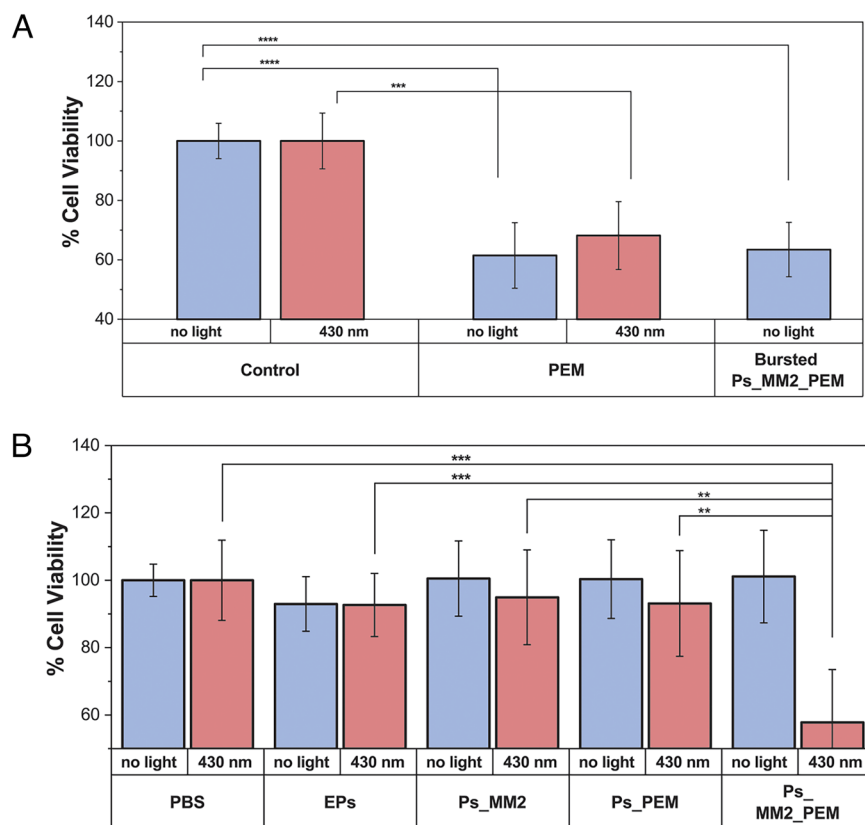 A
140
****
120
****
***
100
80
60
40
% Cell Viability
no light 430 nm no light 430 nm no light
Control PEM Bursted
Ps_MM2_PEM
B
140
***
***
120
**
**
100
80
60
% Cell Viability
no light 430 nm no light 430 nm no light 430 nm no light 430 nm no light 430 nm
PBS EPs Ps_MM2 Ps_PEM Ps_
MM2_PEM